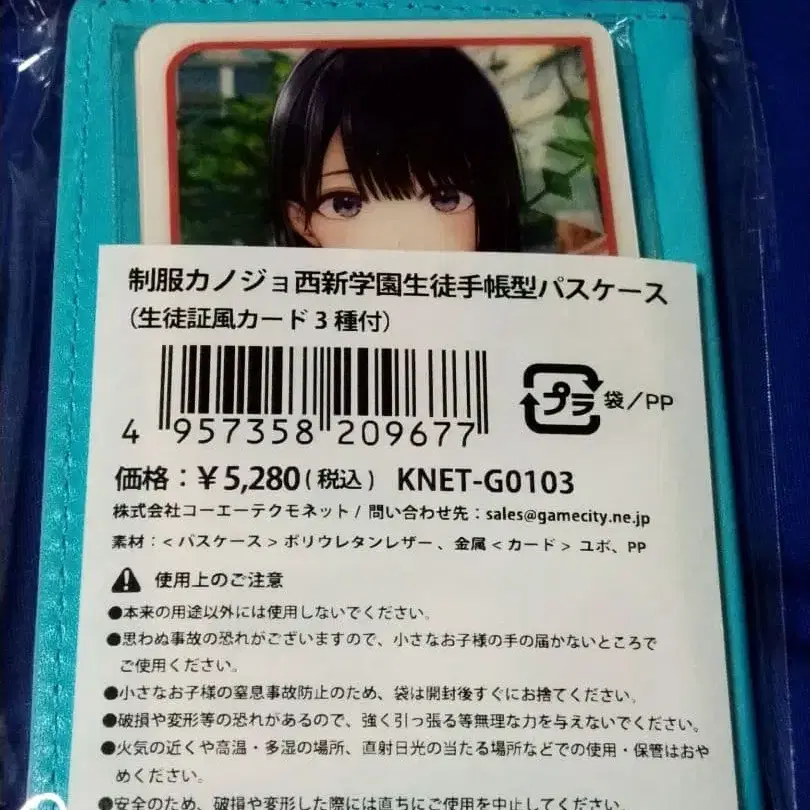 制服カノジョ西新学園生徒手帳型パスケース
（生徒証風カード3種付）
4 957358 209677
プラ 袋／PP
価格：￥5,280(税込) KNET-G0103
株式会社コーエーテクモネット / 問い合わせ先：sales@gamecity.ne.jp
素材：＜パスケース＞ポリウレタンレザー、金属＜カード＞ ユポ、PP
使用上のご注意
●本来の用途以外には使用しないでください。
●思わぬ事故の恐れがございますので、小さなお子様の手の届かないところで
ご使用ください。
●小さなお子様の窒息事故防止のため、袋は開封後すぐにお捨てください。
●破損や変形等の恐れがあるので、強く引っ張る等無理な力を与えないでください。
●火気の近くや高温・多湿の場所、直射日光の当たる場所などでの使用・保管はおや
めください。
●安全のため、破損や変形した際には直ちにご使用を中止してください。